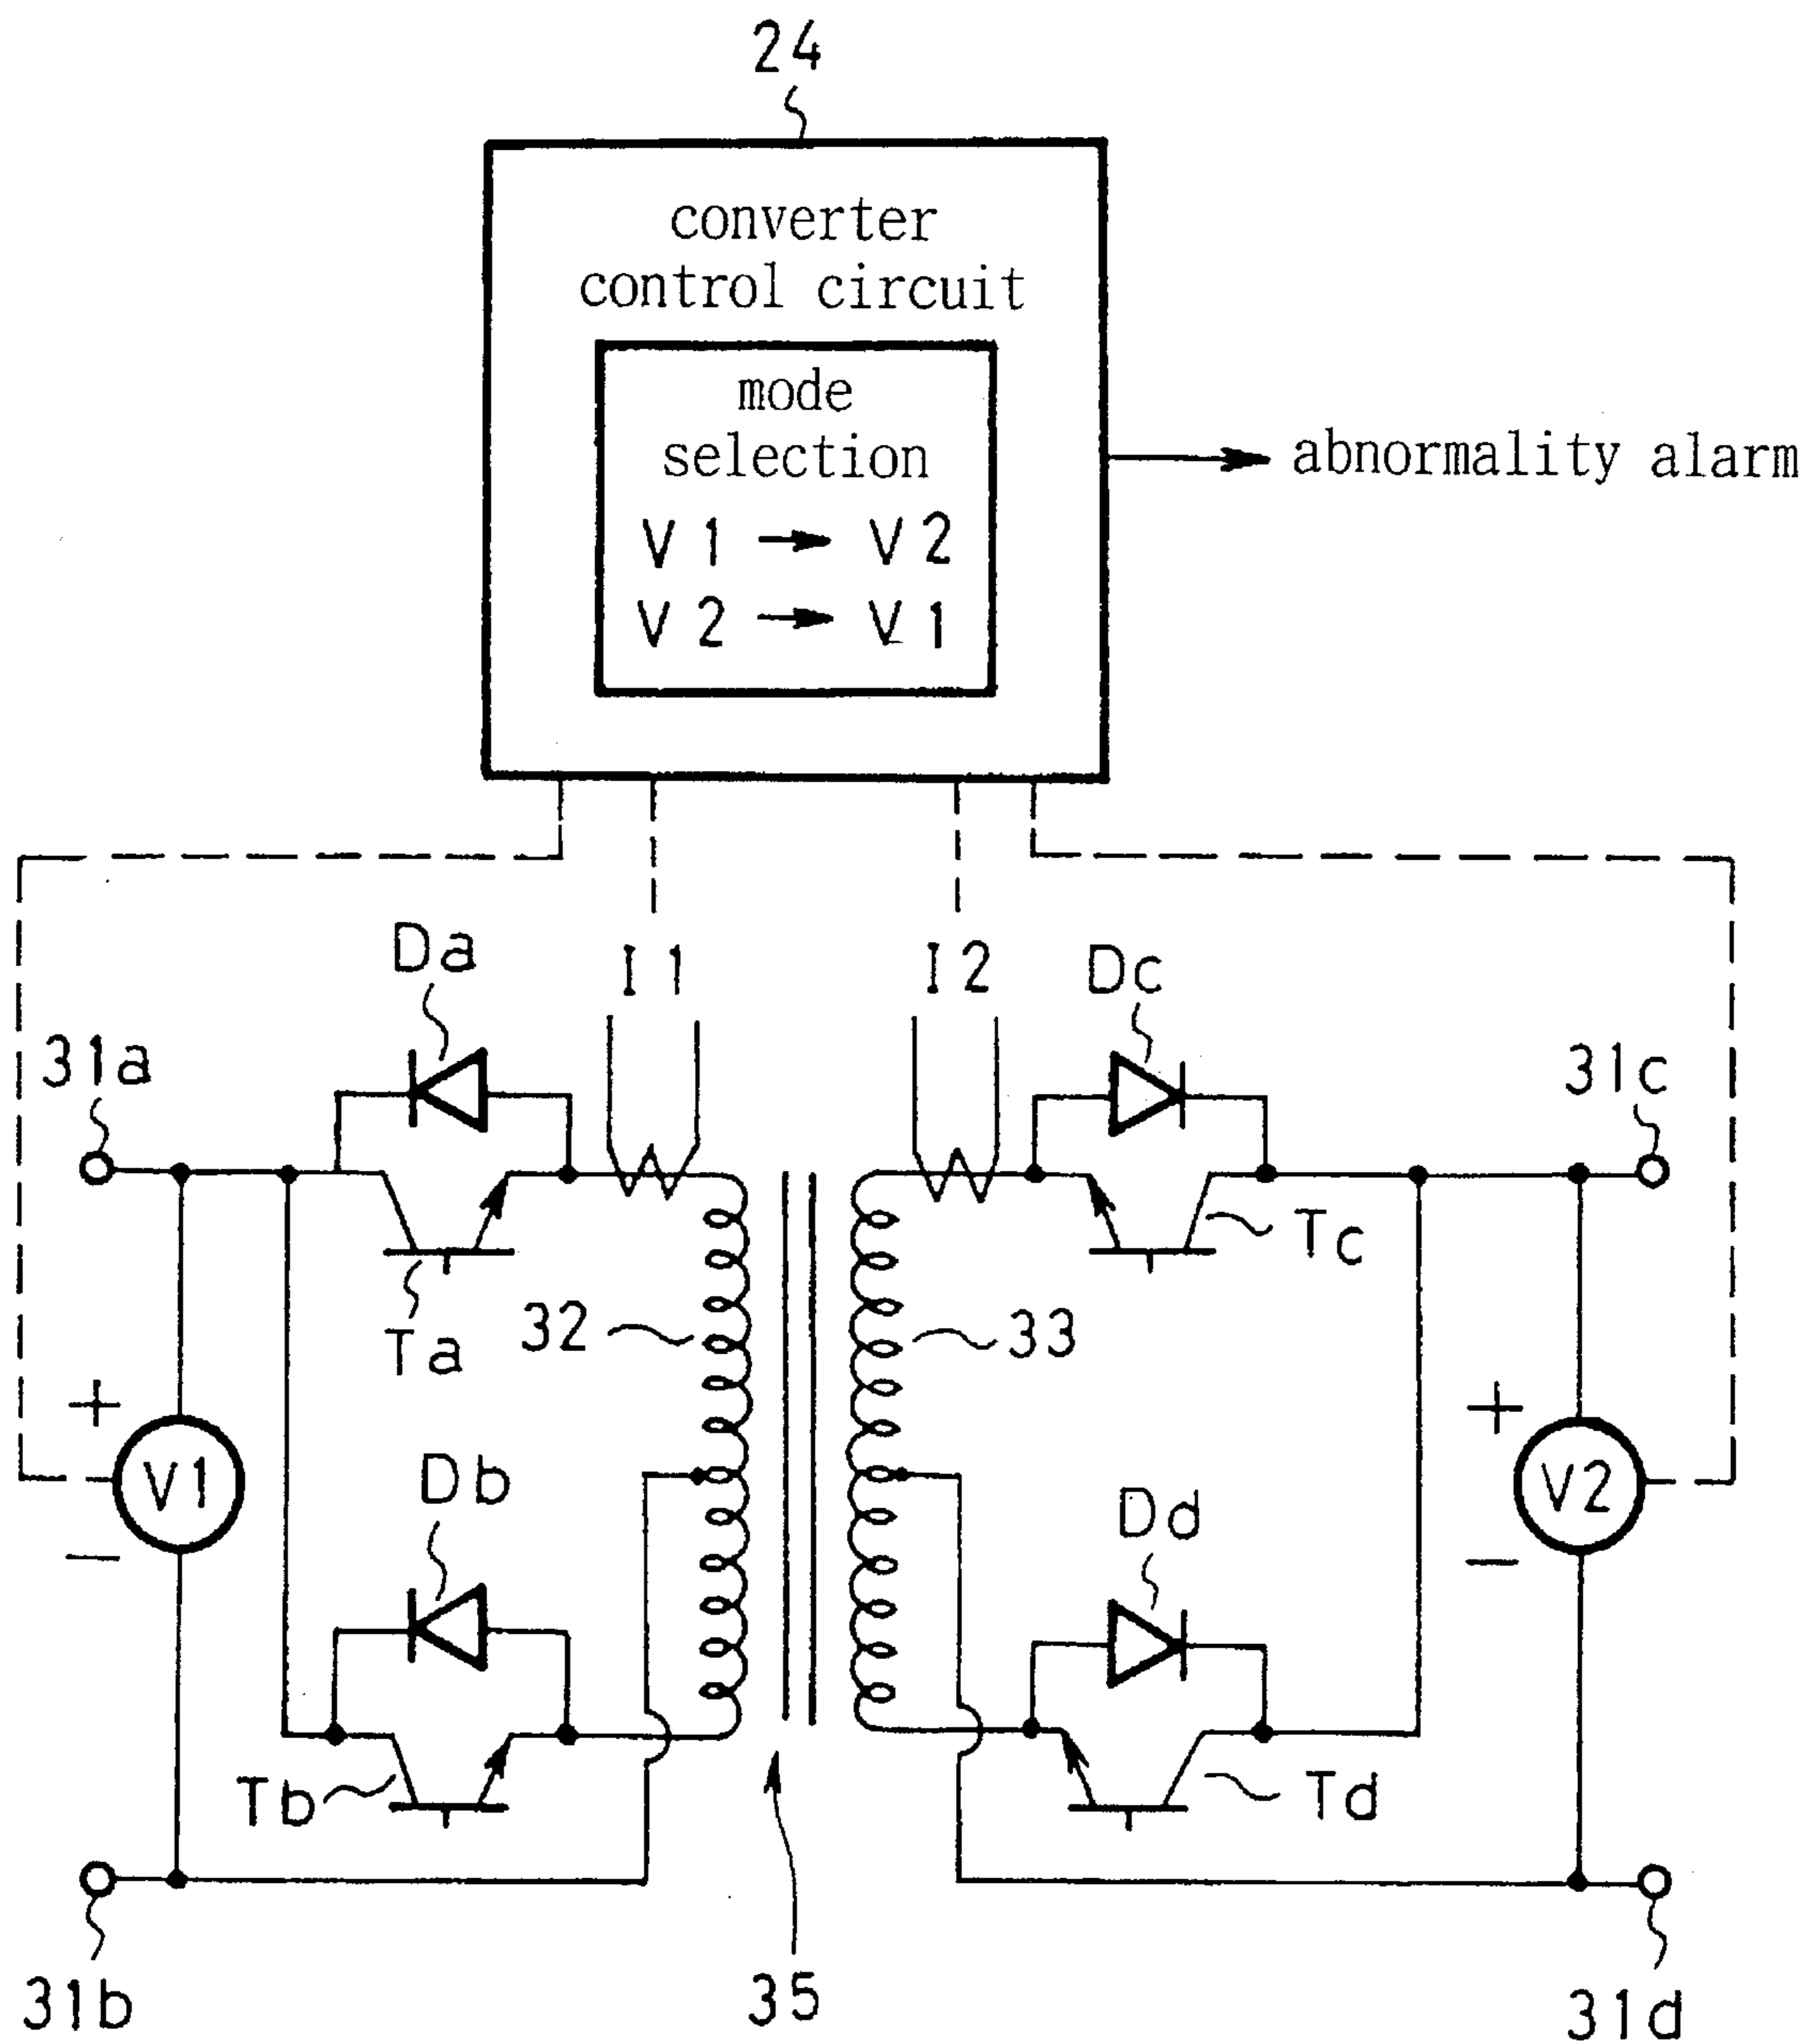 24
converter
control circuit
mode
selection
V1 → V2
V2 → V1
abnormality alarm
Da
I1
I2
Dc
31a
31c
Ta
32
33
Tc
+
V1
−
+
V2
−
Db
Dd
Tb
Td
31b
35
31d